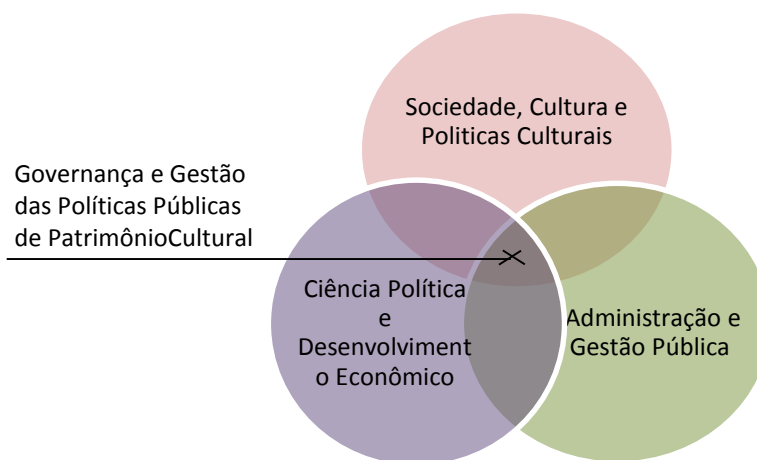 Sociedade, Cultura e
Politicas Culturais
Governança e Gestão
das Políticas Públicas
de PatrimônioCultural
Ciência Política
e
Desenvolviment
o Econômico
Administração e
Gestão Pública